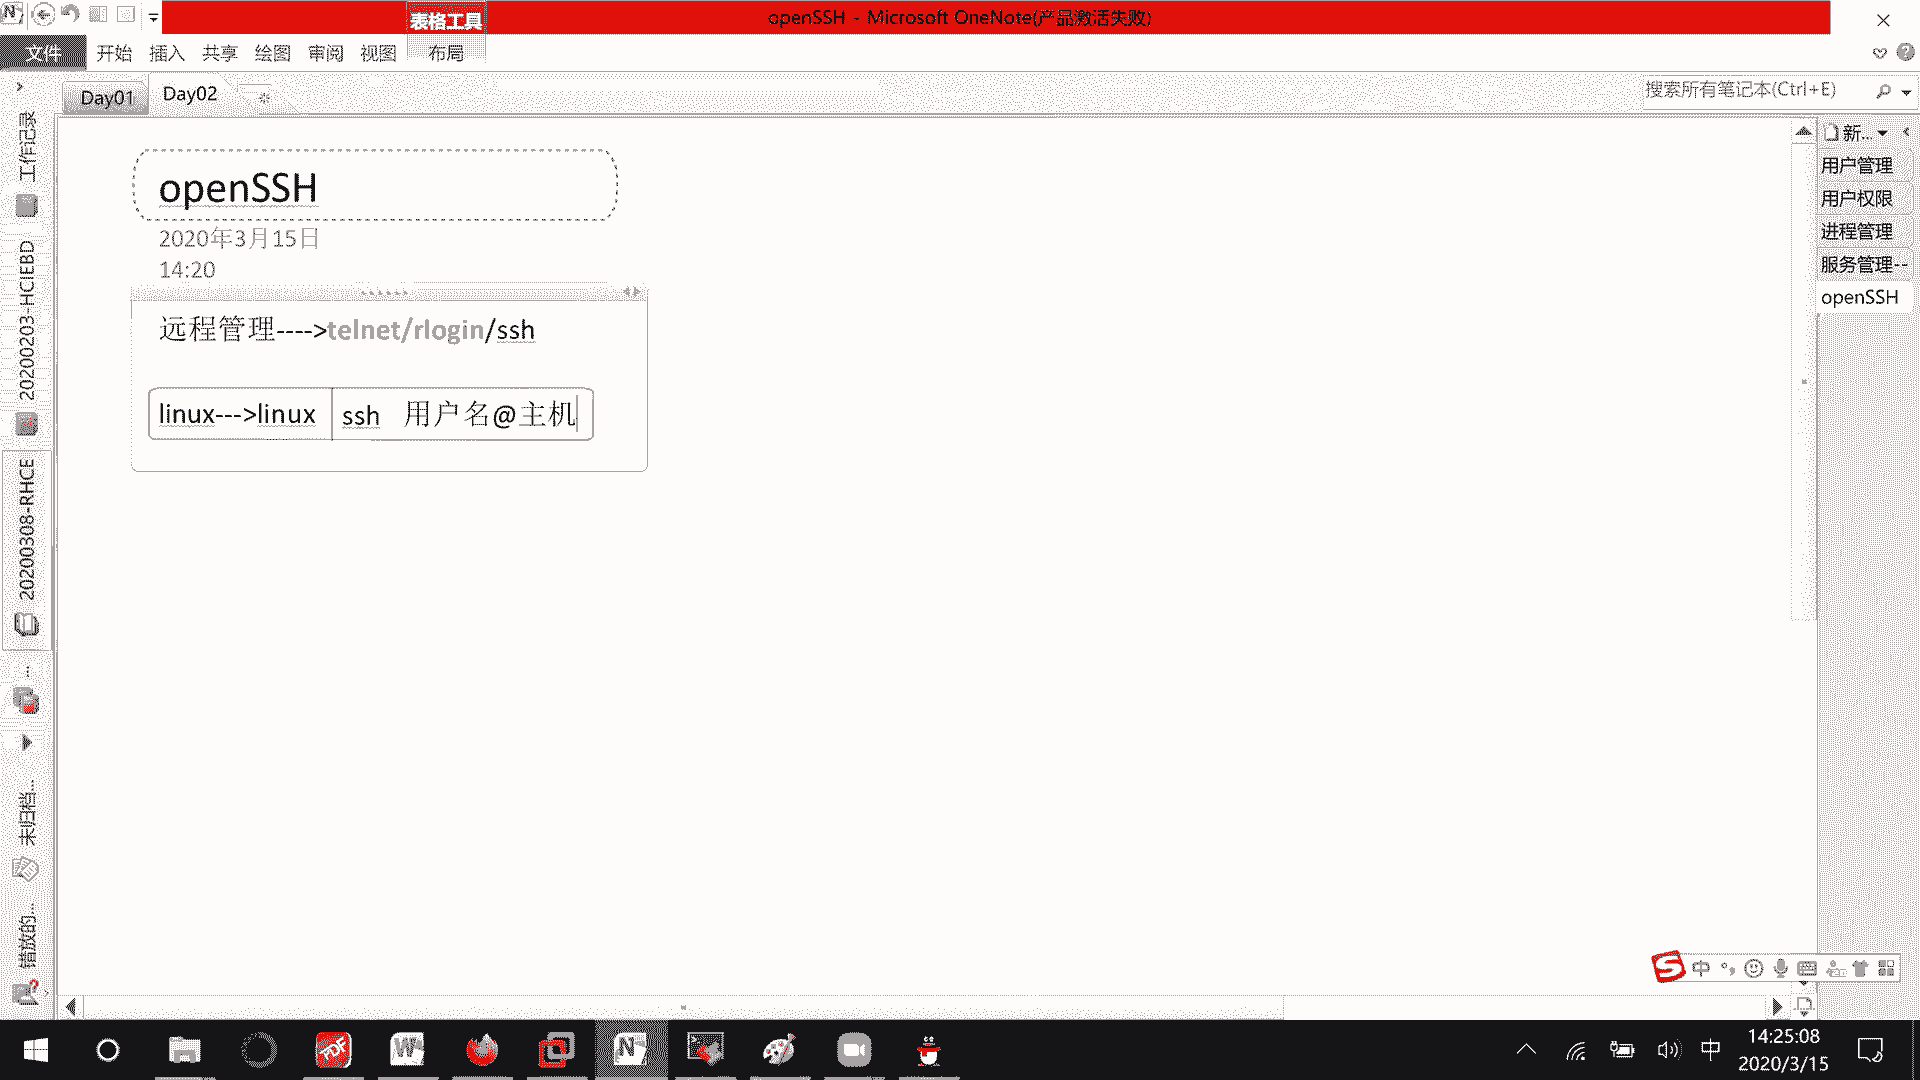 表格工具
openSSH - Microsoft OneNote(产品激活失败)
文件 开始 插入 共享 绘图 审阅 视图 布局
Day01 Day02
搜索所有笔记本(Ctrl+E)
工作记录
20200203-HCIEBD
20200308-RHCE
...
未归档...
错放的...
openSSH
2020年3月15日
14:20
远程管理---->telnet/rlogin/ssh
linux--->linux ssh 用户名@主机
新...
用户管理
用户权限
进程管理
服务管理--
openSSH
中
中
14:25:08
2020/3/15